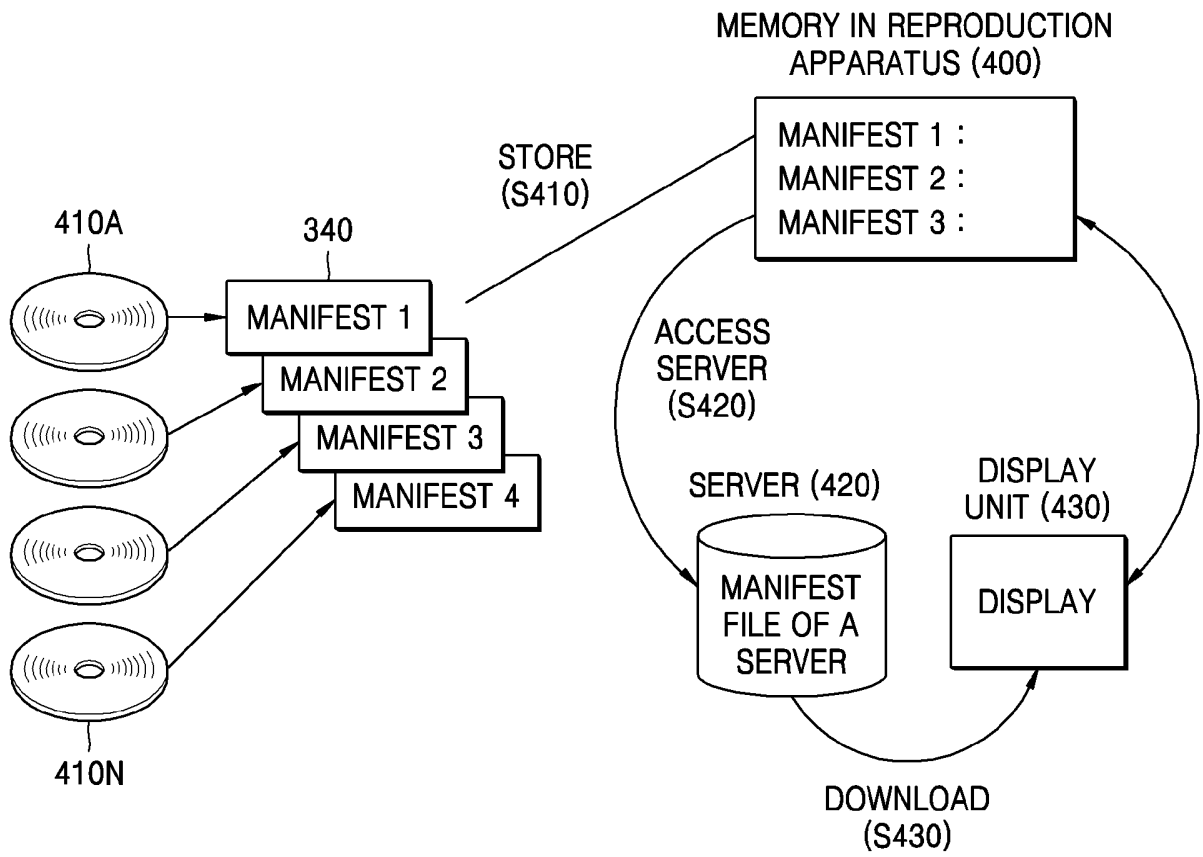 MEMORY IN REPRODUCTION
APPARATUS (400)
MANIFEST 1 :
MANIFEST 2 :
MANIFEST 3 :
STORE
(S410)
410A
340
MANIFEST 1
MANIFEST 2
MANIFEST 3
MANIFEST 4
410N
ACCESS
SERVER
(S420)
SERVER (420)
MANIFEST
FILE OF A
SERVER
DISPLAY
UNIT (430)
DISPLAY
DOWNLOAD
(S430)